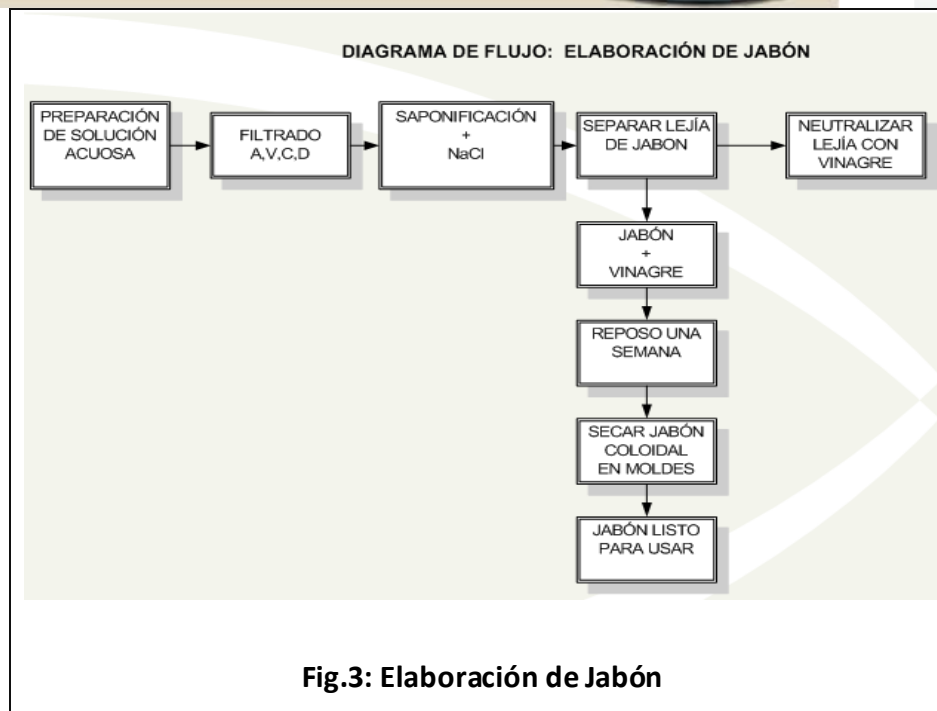 DIAGRAMA DE FLUJO: ELABORACIÓN DE JABÓN
PREPARACIÓN
DE SOLUCIÓN
ACUOSA
FILTRADO
A,V,C,D
SAPONIFICACIÓN
+
NaCl
SEPARAR LEJÍA
DE JABON
NEUTRALIZAR
LEJÍA CON
VINAGRE
JABÓN
+
VINAGRE
REPOSO UNA
SEMANA
SECAR JABÓN
COLOIDAL
EN MOLDES
JABÓN LISTO
PARA USAR
Fig.3: Elaboración de Jabón